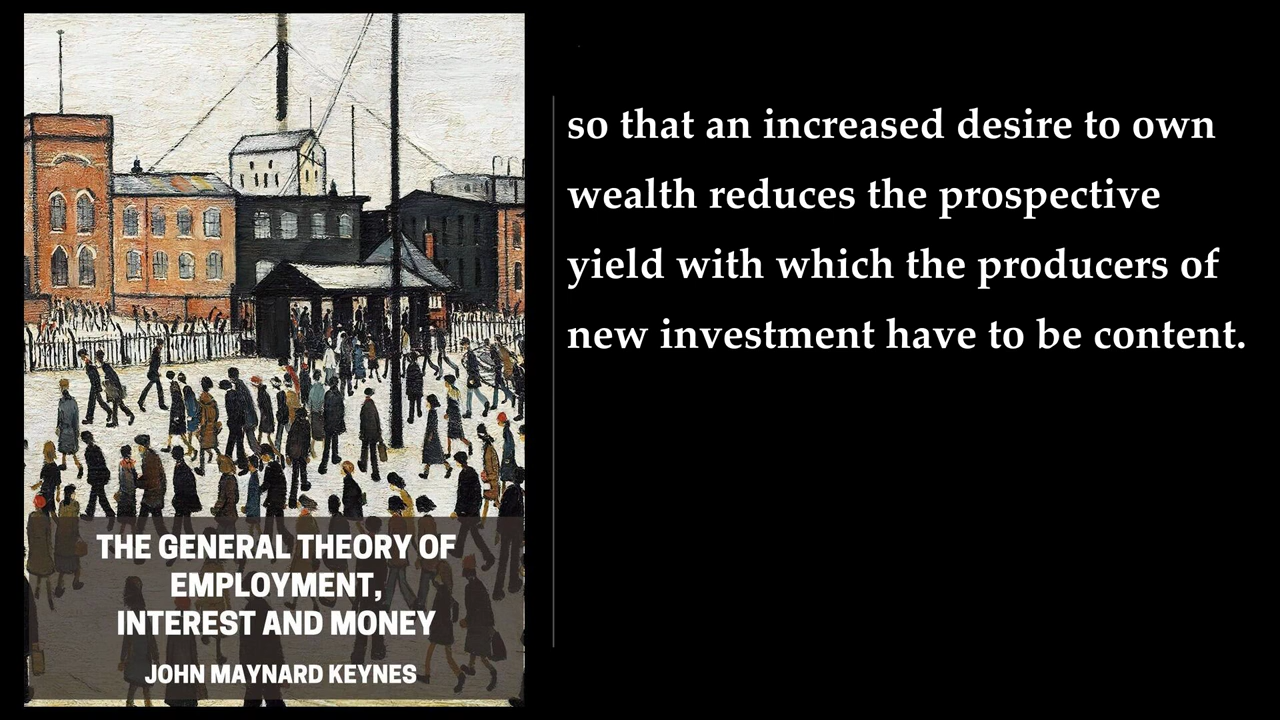 THE GENERAL THEORY OF
EMPLOYMENT,
INTEREST AND MONEY
JOHN MAYNARD KEYNES
so that an increased desire to own
wealth reduces the prospective
yield with which the producers of
new investment have to be content.